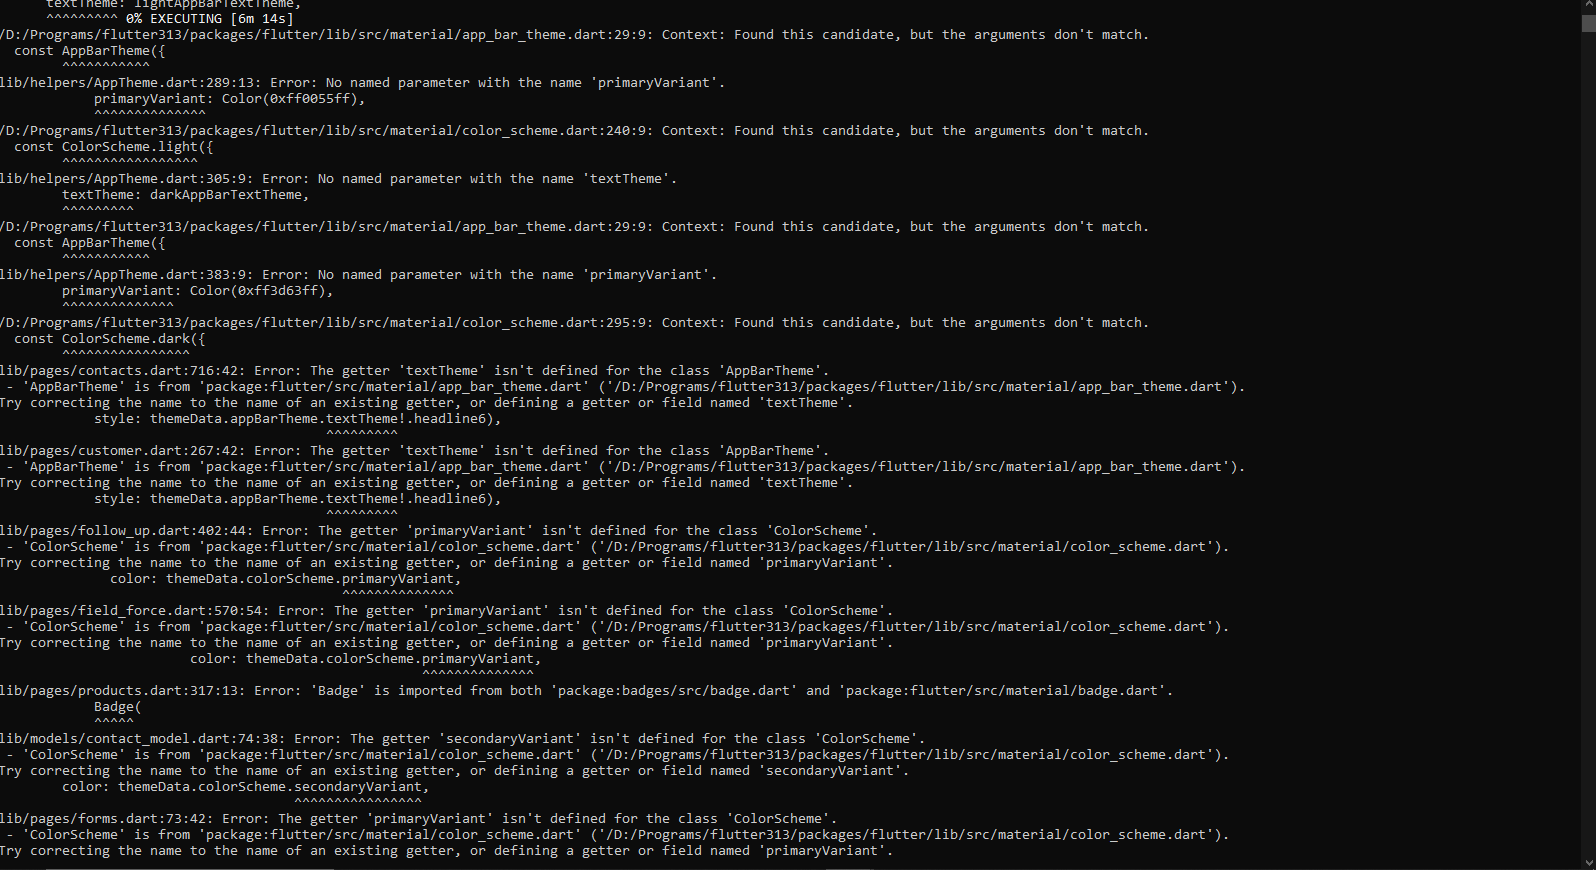 textTheme: lightAppBarTextTheme,
^^^^^^^^^ 0% EXECUTING [6m 14s]
/D:/Programs/flutter313/packages/flutter/lib/src/material/app_bar_theme.dart:29:9: Context: Found this candidate, but the arguments don't match.
const AppBarTheme({
^^^^^^^^^^^
lib/helpers/AppTheme.dart:289:13: Error: No named parameter with the name 'primaryVariant'.
primaryVariant: Color(0xff0055ff),
^^^^^^^^^^^^^^
/D:/Programs/flutter313/packages/flutter/lib/src/material/color_scheme.dart:240:9: Context: Found this candidate, but the arguments don't match.
const ColorScheme.light({
^^^^^^^^^^^^^^^^^
lib/helpers/AppTheme.dart:305:9: Error: No named parameter with the name 'textTheme'.
textTheme: darkAppBarTextTheme,
^^^^^^^^^
/D:/Programs/flutter313/packages/flutter/lib/src/material/app_bar_theme.dart:29:9: Context: Found this candidate, but the arguments don't match.
const AppBarTheme({
^^^^^^^^^^^
lib/helpers/AppTheme.dart:383:9: Error: No named parameter with the name 'primaryVariant'.
primaryVariant: Color(0xff3d63ff),
^^^^^^^^^^^^^^
/D:/Programs/flutter313/packages/flutter/lib/src/material/color_scheme.dart:295:9: Context: Found this candidate, but the arguments don't match.
const ColorScheme.dark({
^^^^^^^^^^^^^^^^
lib/pages/contacts.dart:716:42: Error: The getter 'textTheme' isn't defined for the class 'AppBarTheme'.
- 'AppBarTheme' is from 'package:flutter/src/material/app_bar_theme.dart' ('/D:/Programs/flutter313/packages/flutter/lib/src/material/app_bar_theme.dart').
Try correcting the name to the name of an existing getter, or defining a getter or field named 'textTheme'.
style: themeData.appBarTheme.textTheme!.headline6),
^^^^^^^^^
lib/pages/customer.dart:267:42: Error: The getter 'textTheme' isn't defined for the class 'AppBarTheme'.
- 'AppBarTheme' is from 'package:flutter/src/material/app_bar_theme.dart' ('/D:/Programs/flutter313/packages/flutter/lib/src/material/app_bar_theme.dart').
Try correcting the name to the name of an existing getter, or defining a getter or field named 'textTheme'.
style: themeData.appBarTheme.textTheme!.headline6),
^^^^^^^^^
lib/pages/follow_up.dart:402:44: Error: The getter 'primaryVariant' isn't defined for the class 'ColorScheme'.
- 'ColorScheme' is from 'package:flutter/src/material/color_scheme.dart' ('/D:/Programs/flutter313/packages/flutter/lib/src/material/color_scheme.dart').
Try correcting the name to the name of an existing getter, or defining a getter or field named 'primaryVariant'.
color: themeData.colorScheme.primaryVariant,
^^^^^^^^^^^^^^
lib/pages/field_force.dart:570:54: Error: The getter 'primaryVariant' isn't defined for the class 'ColorScheme'.
- 'ColorScheme' is from 'package:flutter/src/material/color_scheme.dart' ('/D:/Programs/flutter313/packages/flutter/lib/src/material/color_scheme.dart').
Try correcting the name to the name of an existing getter, or defining a getter or field named 'primaryVariant'.
color: themeData.colorScheme.primaryVariant,
^^^^^^^^^^^^^^
lib/pages/products.dart:317:13: Error: 'Badge' is imported from both 'package:badges/src/badge.dart' and 'package:flutter/src/material/badge.dart'.
Badge(
^^^^^
lib/models/contact_model.dart:74:38: Error: The getter 'secondaryVariant' isn't defined for the class 'ColorScheme'.
- 'ColorScheme' is from 'package:flutter/src/material/color_scheme.dart' ('/D:/Programs/flutter313/packages/flutter/lib/src/material/color_scheme.dart').
Try correcting the name to the name of an existing getter, or defining a getter or field named 'secondaryVariant'.
color: themeData.colorScheme.secondaryVariant,
^^^^^^^^^^^^^^^^
lib/pages/forms.dart:73:42: Error: The getter 'primaryVariant' isn't defined for the class 'ColorScheme'.
- 'ColorScheme' is from 'package:flutter/src/material/color_scheme.dart' ('/D:/Programs/flutter313/packages/flutter/lib/src/material/color_scheme.dart').
Try correcting the name to the name of an existing getter, or defining a getter or field named 'primaryVariant'.